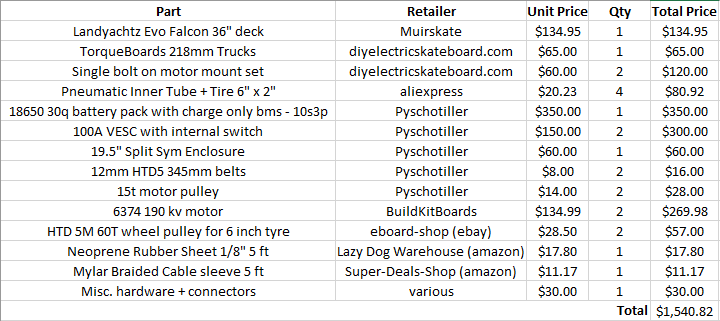 Part Retailer Unit Price Qty Total Price
Landyachtz Evo Falcon 36" deck Muirskate $134.95 1 $134.95
TorqueBoards 218mm Trucks diyelectricskateboard.com $65.00 1 $65.00
Single bolt on motor mount set diyelectricskateboard.com $60.00 2 $120.00
Pneumatic Inner Tube + Tire 6" x 2" aliexpress $20.23 4 $80.92
18650 30q battery pack with charge only bms - 10s3p Pyschotiller $350.00 1 $350.00
100A VESC with internal switch Pyschotiller $150.00 2 $300.00
19.5" Split Sym Enclosure Pyschotiller $60.00 1 $60.00
12mm HTD5 345mm belts Pyschotiller $8.00 2 $16.00
15t motor pulley Pyschotiller $14.00 2 $28.00
6374 190 kv motor BuildKitBoards $134.99 2 $269.98
HTD 5M 60T wheel pulley for 6 inch tyre eboard-shop (ebay) $28.50 2 $57.00
Neoprene Rubber Sheet 1/8" 5 ft Lazy Dog Warehouse (amazon) $17.80 1 $17.80
Mylar Braided Cable sleeve 5 ft Super-Deals-Shop (amazon) $11.17 1 $11.17
Misc. hardware + connectors various $30.00 1 $30.00
Total $1,540.82